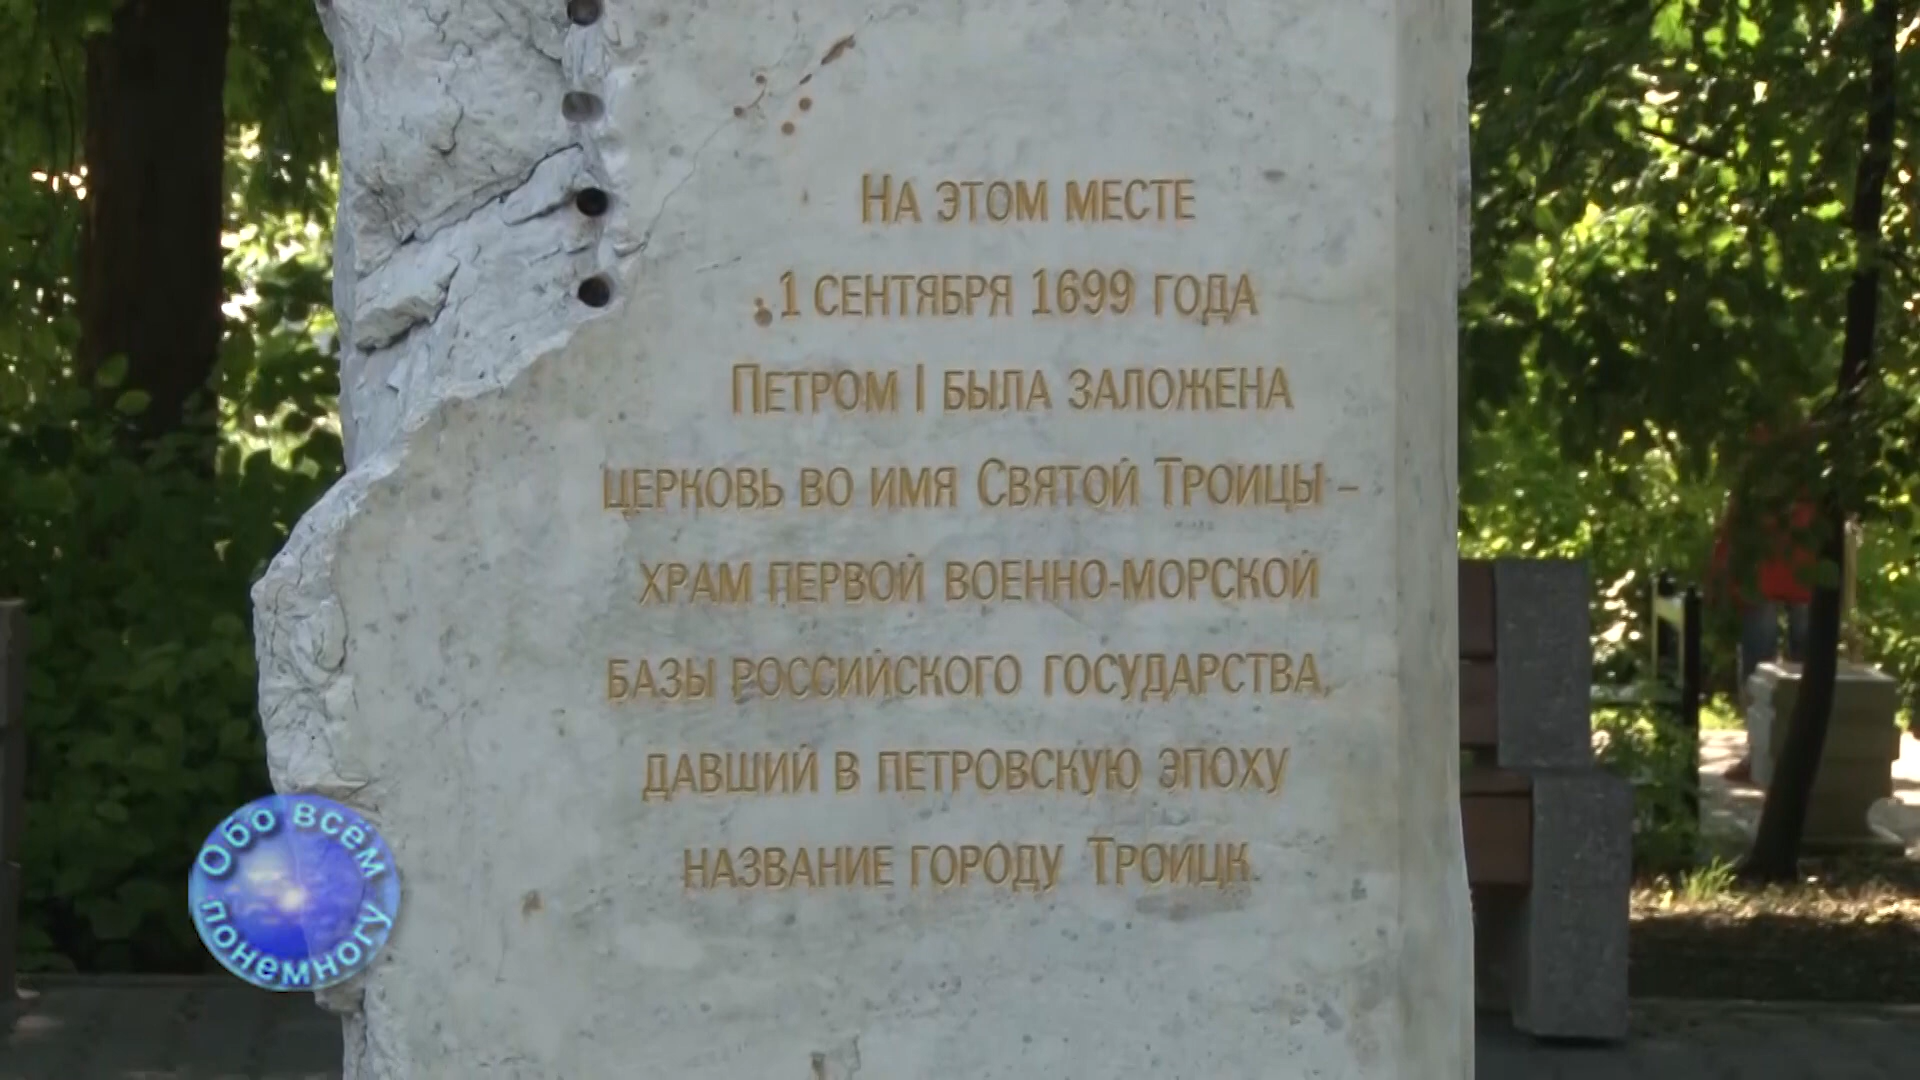 На этом месте
1 сентября 1699 года
Петром I была заложена
церковь во имя Святой Троицы –
храм первой военно-морской
базы российского государства,
давший в петровскую эпоху
название городу Троицк.
Обо всём
понемногу